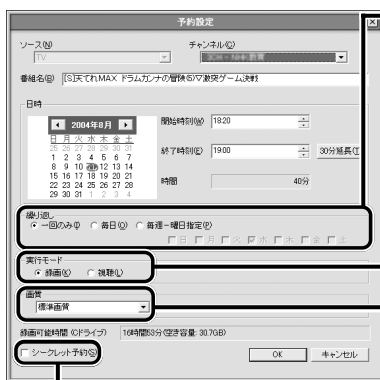 予約設定
ソース(N) チャンネル(C)
TV
番組名(B) [S]天てれMAX ドラムガンナの冒険⑥▽激突ゲーム決戦
日時
2004年8月 開始時刻(W) 18:20
日 月 火 水 木 金 土
25 26 27 28 29 30 31
1 2 3 4 5 6 7 終了時刻(E) 19:00 30分延長(T
8 9 10 12 13 14
15 16 17 18 19 20 21
22 23 24 25 26 27 28 時間 40分
29 30 31 1 2 3 4
繰り返し
一回のみ 毎日(O) 毎週-曜日指定(P)
日 月 火 水 木 金 土
実行モード
録画(K) 視聴(L)
画質
標準画質
録画可能時間 (Cドライブ) 16時間53分(空き容量: 30.7GB)
シークレット予約(S) OK キャンセル